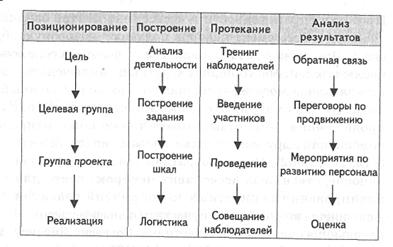 Позиционирование
Построение
Протекание
Анализ
результатов
Цель
Анализ
деятельности
Тренинг
наблюдателей
Обратная связь
Целевая группа
Построение
задания
Введение
участников
Переговоры по
продвижению
Группа проекта
Построение
шкал
Проведение
Мероприятия по
развитию персонала
Реализация
Логистика
Совещание
наблюдателей
Оценка